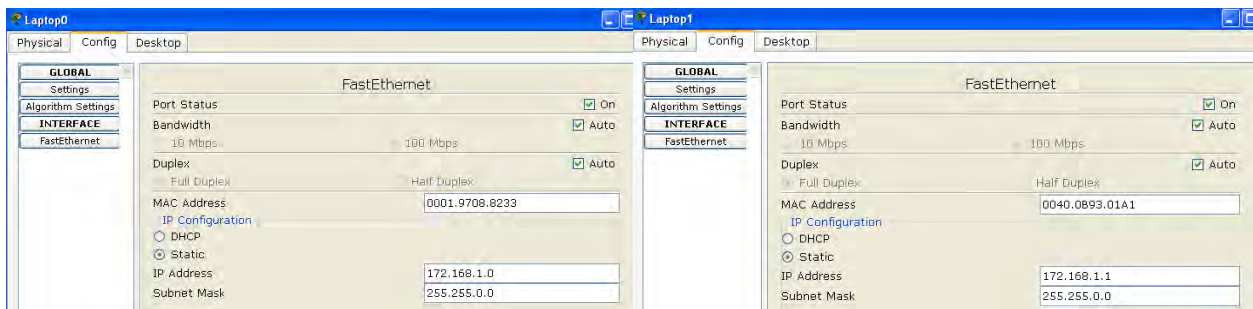 Laptop0
Physical Config Desktop
GLOBAL
Settings
Algorithm Settings
INTERFACE
FastEthernet
FastEthernet
Port Status On
Bandwidth Auto
10 Mbps 100 Mbps
Duplex Auto
Full Duplex Half Duplex
MAC Address 0001.9708.8233
IP Configuration
DHCP
Static
IP Address 172.168.1.0
Subnet Mask 255.255.0.0
Laptop1
Physical Config Desktop
GLOBAL
Settings
Algorithm Settings
INTERFACE
FastEthernet
FastEthernet
Port Status On
Bandwidth Auto
10 Mbps 100 Mbps
Duplex Auto
Full Duplex Half Duplex
MAC Address 0040.0B93.01A1
IP Configuration
DHCP
Static
IP Address 172.168.1.1
Subnet Mask 255.255.0.0